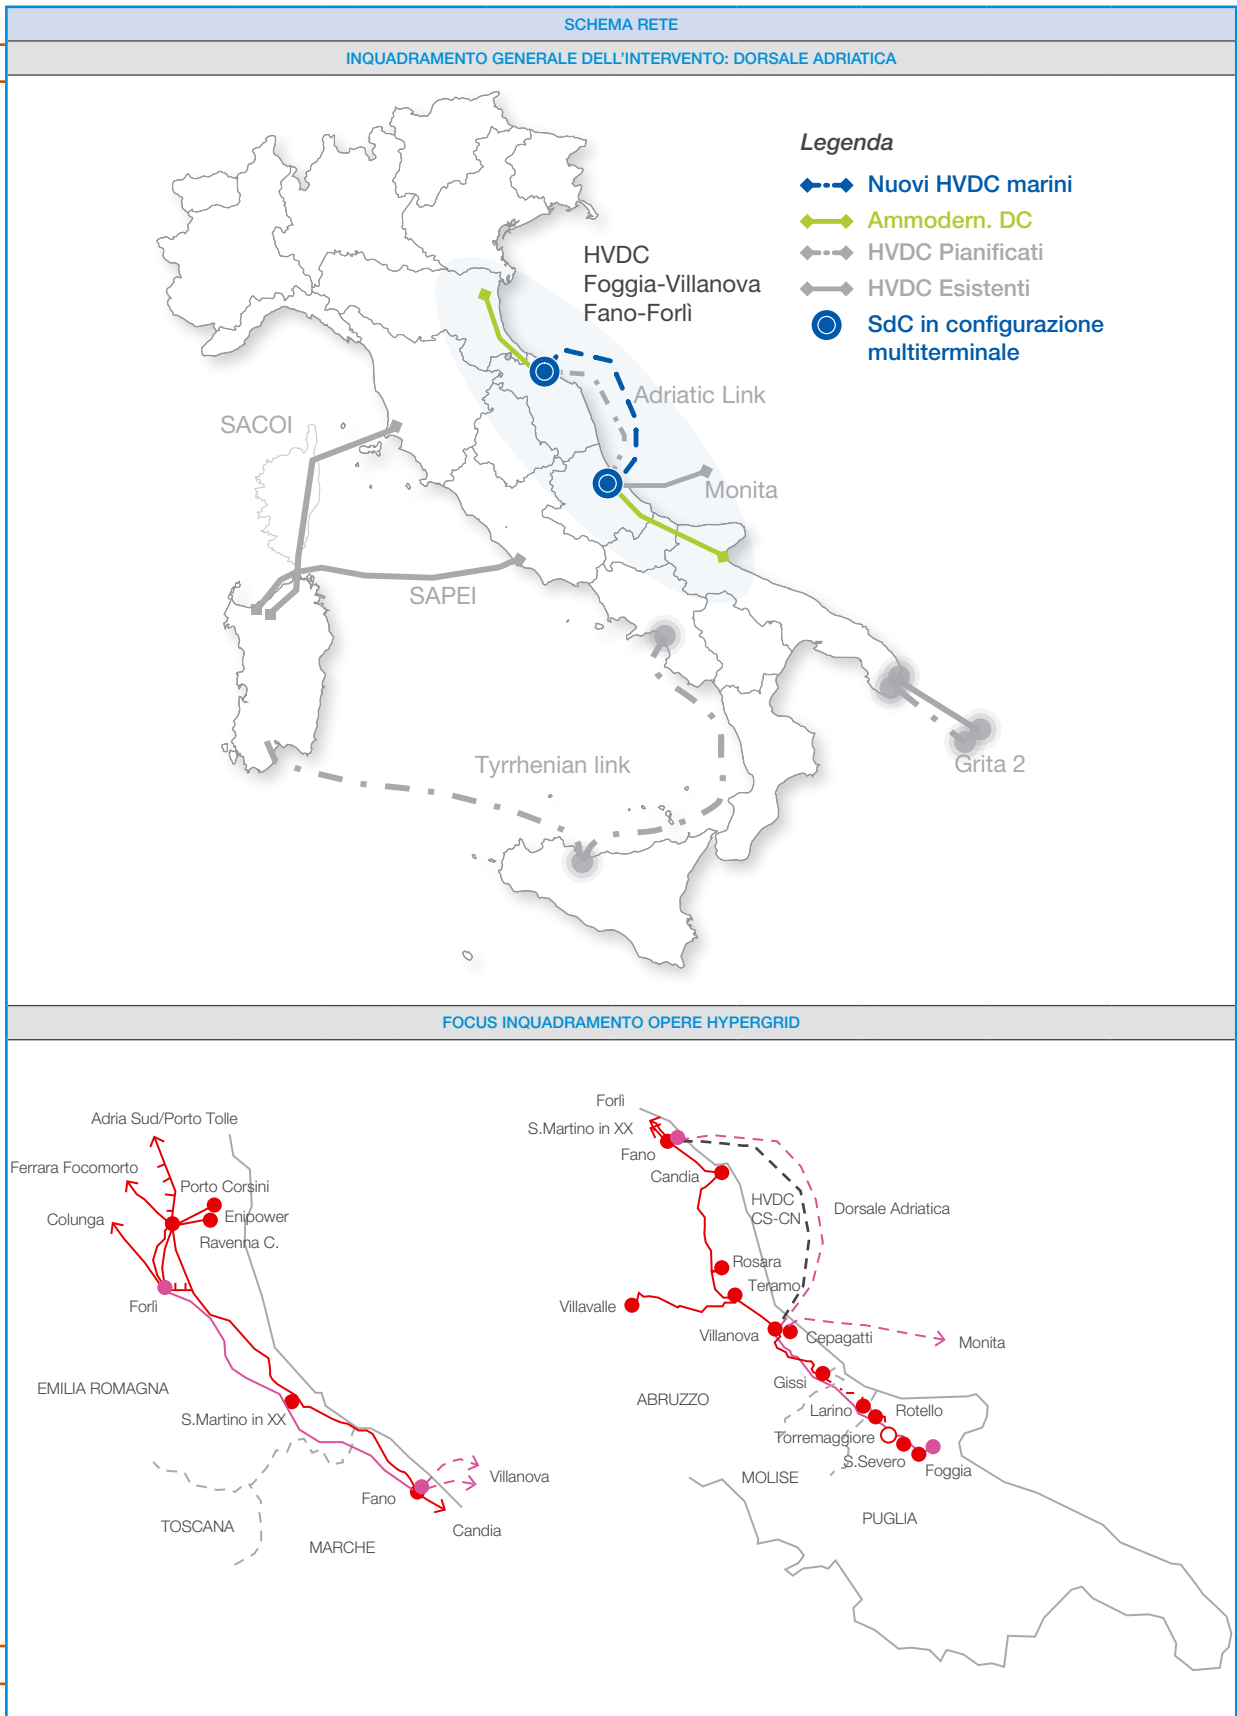 SCHEMA RETE
INQUADRAMENTO GENERALE DELL'INTERVENTO: DORSALE ADRIATICA
Legenda
Nuovi HVDC marini
Ammodern. DC
HVDC Pianificati
HVDC Esistenti
SdC in configurazione
multiterminale
HVDC
Foggia-Villanova
Fano-Forlì
Adriatic Link
SACOI
Monita
SAPEI
Tyrrhenian link
Grita 2
FOCUS INQUADRAMENTO OPERE HYPERGRID
Adria Sud/Porto Tolle
Ferrara Focomorto
Porto Corsini
Colunga
Enipower
Ravenna C.
Forlì
EMILIA ROMAGNA
S.Martino in XX
Villanova
Fano
TOSCANA
Candia
MARCHE
Forlì
S.Martino in XX
Fano
Candia
HVDC
CS-CN
Dorsale Adriatica
Rosara
Teramo
Villavalle
Villanova
Cepagatti
Monita
Gissi
ABRUZZO
Larino
Rotello
Torremaggiore
S.Severo
Foggia
MOLISE
PUGLIA